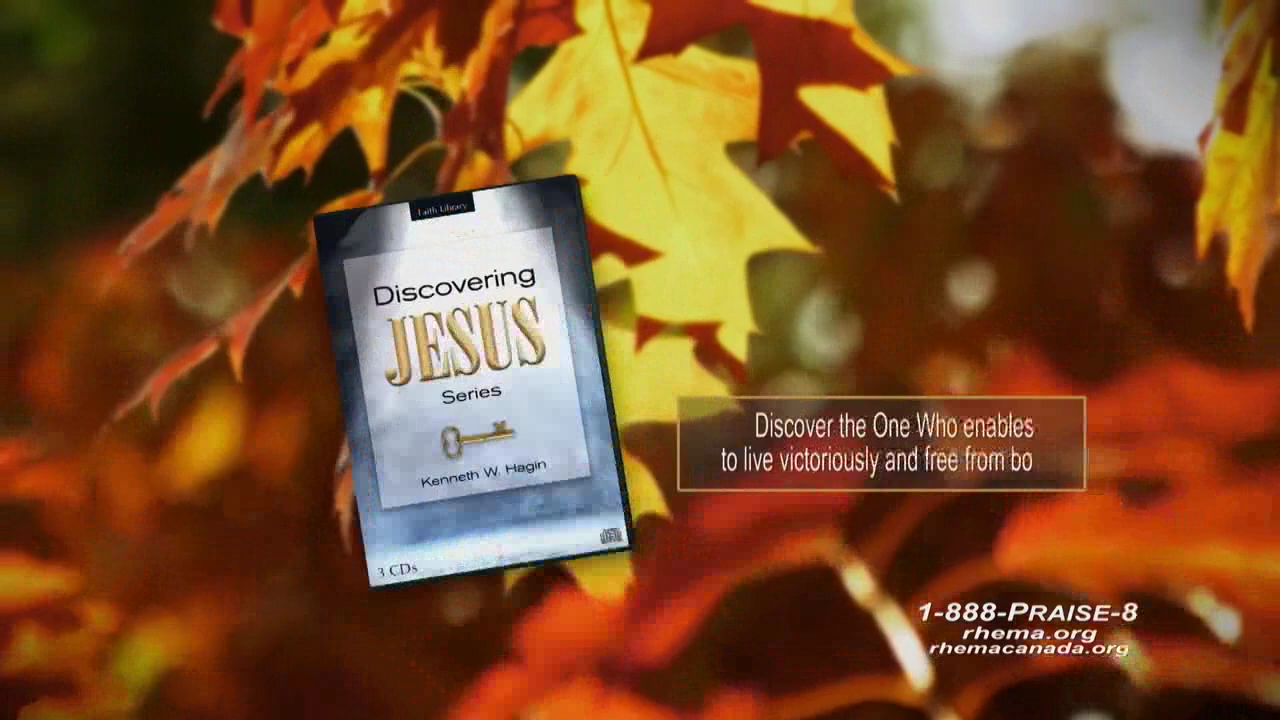 Faith Library
Discovering
JESUS
Series
Kenneth W. Hagin
3 CDs
Discover the One Who enables
to live victoriously and free from bo
1-888-PRAISE-8
rhema.org
rhemacanada.org